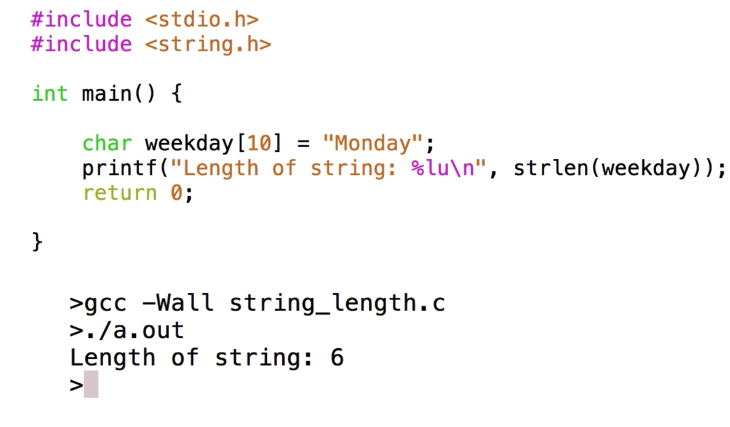 #include <stdio.h>
#include <string.h>
int main() {
char weekday[10] = "Monday";
printf("Length of string: %lu\n", strlen(weekday));
return 0;
}
>gcc -Wall string_length.c
>./a.out
Length of string: 6
>